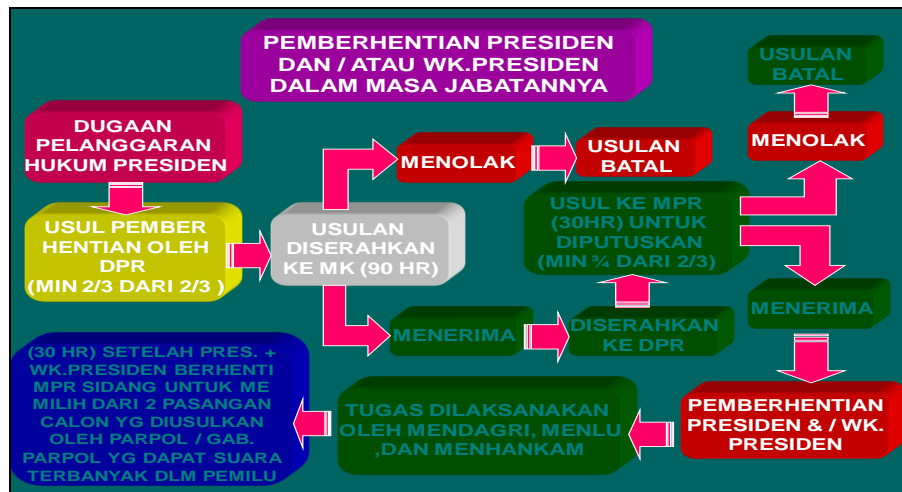 PEMBERHENTIAN PRESIDEN
DAN / ATAU WK.PRESIDEN
DALAM MASA JABATANNYA
USULAN
BATAL
DUGAAN
PELANGGARAN
HUKUM PRESIDEN
MENOLAK
USULAN
BATAL
MENOLAK
USUL PEMBER
HENTIAN OLEH
DPR
(MIN 2/3 DARI 2/3 )
USULAN
DISERAHKAN
KE MK (90 HR)
USUL KE MPR
(30HR) UNTUK
DIPUTUSKAN
(MIN ¾ DARI 2/3)
MENERIMA
DISERAHKAN
KE DPR
MENERIMA
(30 HR) SETELAH PRES. +
WK.PRESIDEN BERHENTI
MPR SIDANG UNTUK ME
MILIH DARI 2 PASANGAN
CALON YG DIUSULKAN
OLEH PARPOL / GAB.
PARPOL YG DAPAT SUARA
TERBANYAK DLM PEMILU
TUGAS DILAKSANAKAN
OLEH MENDAGRI, MENLU
,DAN MENHANKAM
PEMBERHENTIAN
PRESIDEN & / WK.
PRESIDEN